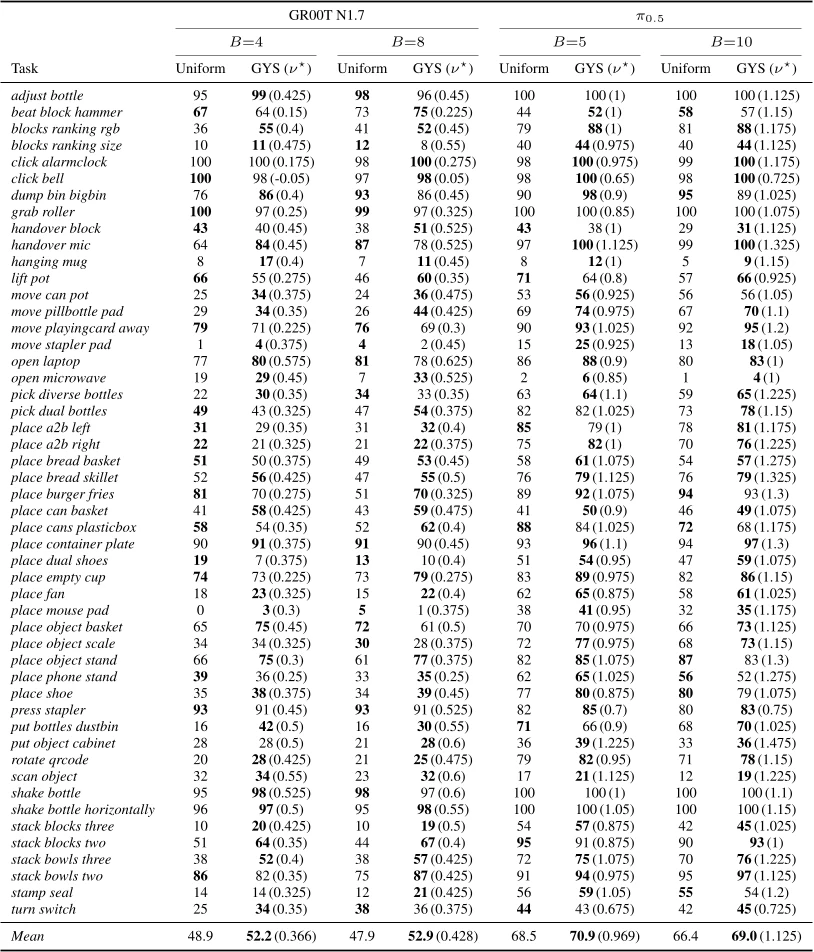 GR00T N1.7 π0.5
B=4 B=8 B=5 B=10
Task Uniform GYS (ν⋆) Uniform GYS (ν⋆) Uniform GYS (ν⋆) Uniform GYS (ν⋆)
adjust bottle 95 99 (0.425) 98 96 (0.45) 100 100 (1) 100 100 (1.125)
beat block hammer 67 64 (0.15) 73 75 (0.225) 44 52 (1) 58 57 (1.15)
blocks ranking rgb 36 55 (0.4) 41 52 (0.45) 79 88 (1) 81 88 (1.175)
blocks ranking size 10 11 (0.475) 12 8 (0.55) 40 44 (0.975) 40 44 (1.125)
click alarmclock 100 100 (0.175) 98 100 (0.275) 98 100 (0.975) 99 100 (1.175)
click bell 100 98 (-0.05) 97 98 (0.05) 98 100 (0.65) 98 100 (0.725)
dump bin bigbin 76 86 (0.4) 93 86 (0.45) 90 98 (0.9) 95 89 (1.025)
grab roller 100 97 (0.25) 99 97 (0.325) 100 100 (0.85) 100 100 (1.075)
handover block 43 40 (0.45) 38 51 (0.525) 43 38 (1) 29 31 (1.125)
handover mic 64 84 (0.45) 87 78 (0.525) 97 100 (1.125) 99 100 (1.325)
hanging mug 8 17 (0.4) 7 11 (0.45) 8 12 (1) 5 9 (1.15)
lift pot 66 55 (0.275) 46 60 (0.35) 71 64 (0.8) 57 66 (0.925)
move can pot 25 34 (0.375) 24 36 (0.475) 53 56 (0.925) 56 56 (1.05)
move pillbottle pad 29 34 (0.35) 26 44 (0.425) 69 74 (0.975) 67 70 (1.1)
move playingcard away 79 71 (0.225) 76 69 (0.3) 90 93 (1.025) 92 95 (1.2)
move stapler pad 1 4 (0.375) 4 2 (0.45) 15 25 (0.925) 13 18 (1.05)
open laptop 77 80 (0.575) 81 78 (0.625) 86 88 (0.9) 80 83 (1)
open microwave 19 29 (0.45) 7 33 (0.525) 2 6 (0.85) 1 4 (1)
pick diverse bottles 22 30 (0.35) 34 33 (0.35) 63 64 (1.1) 59 65 (1.225)
pick dual bottles 49 43 (0.325) 47 54 (0.375) 82 82 (1.025) 73 78 (1.15)
place a2b left 31 29 (0.35) 31 32 (0.4) 85 79 (1) 78 81 (1.175)
place a2b right 22 21 (0.325) 21 22 (0.375) 75 82 (1) 70 76 (1.225)
place bread basket 51 50 (0.375) 49 53 (0.45) 58 61 (1.075) 54 57 (1.275)
place bread skillet 52 56 (0.425) 47 55 (0.5) 76 79 (1.125) 76 79 (1.325)
place burger fries 81 70 (0.275) 51 70 (0.325) 89 92 (1.075) 94 93 (1.3)
place can basket 41 58 (0.425) 43 59 (0.475) 41 50 (0.9) 46 49 (1.075)
place cans plasticbox 58 54 (0.35) 52 62 (0.4) 88 84 (1.025) 72 68 (1.175)
place container plate 90 91 (0.375) 91 90 (0.45) 93 96 (1.1) 94 97 (1.3)
place dual shoes 19 7 (0.375) 13 10 (0.4) 51 54 (0.95) 47 59 (1.075)
place empty cup 74 73 (0.225) 73 79 (0.275) 83 89 (0.975) 82 86 (1.15)
place fan 18 23 (0.325) 15 22 (0.4) 62 65 (0.875) 58 61 (1.025)
place mouse pad 0 3 (0.3) 5 1 (0.375) 38 41 (0.95) 32 35 (1.175)
place object basket 65 75 (0.45) 72 61 (0.5) 70 70 (0.975) 66 73 (1.125)
place object scale 34 34 (0.325) 30 28 (0.375) 72 77 (0.975) 68 73 (1.15)
place object stand 66 75 (0.3) 61 77 (0.375) 82 85 (1.075) 87 83 (1.3)
place phone stand 39 36 (0.25) 33 35 (0.25) 62 65 (1.025) 56 52 (1.275)
place shoe 35 38 (0.375) 34 39 (0.45) 77 80 (0.875) 80 79 (1.075)
press stapler 93 91 (0.45) 93 91 (0.525) 82 85 (0.7) 80 83 (0.75)
put bottles dustbin 16 42 (0.5) 16 30 (0.55) 71 66 (0.9) 68 70 (1.025)
put object cabinet 28 28 (0.5) 21 28 (0.6) 36 39 (1.225) 33 36 (1.475)
rotate qrcode 20 28 (0.425) 21 25 (0.475) 79 82 (0.95) 71 78 (1.15)
scan object 32 34 (0.55) 23 32 (0.6) 17 21 (1.125) 12 19 (1.225)
shake bottle 95 98 (0.525) 98 97 (0.6) 100 100 (1) 100 100 (1.1)
shake bottle horizontally 96 97 (0.5) 95 98 (0.55) 100 100 (1.05) 100 100 (1.15)
stack blocks three 10 20 (0.425) 10 19 (0.5) 54 57 (0.875) 42 45 (1.025)
stack blocks two 51 64 (0.35) 44 67 (0.4) 95 91 (0.875) 90 93 (1)
stack bowls three 38 52 (0.4) 38 57 (0.425) 72 75 (1.075) 70 76 (1.225)
stack bowls two 86 82 (0.35) 75 87 (0.425) 91 94 (0.975) 95 97 (1.125)
stamp seal 14 14 (0.325) 12 21 (0.425) 56 59 (1.05) 55 54 (1.2)
turn switch 25 34 (0.35) 38 36 (0.375) 44 43 (0.675) 42 45 (0.725)
Mean 48.9 52.2 (0.366) 47.9 52.9 (0.428) 68.5 70.9 (0.969) 66.4 69.0 (1.125)